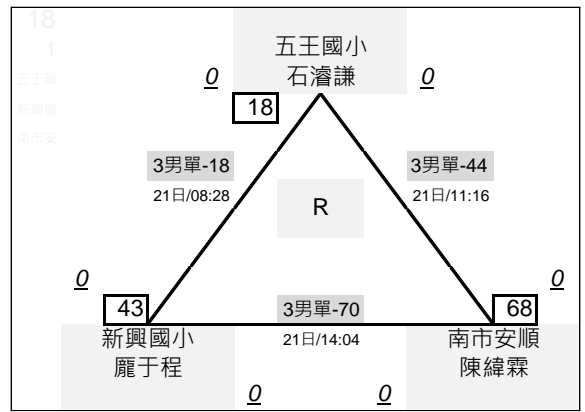 18
1
五王國
新興國
南市安
五王國小
石濬謙
0
0
18
3男單-18
21日/08:28
3男單-44
21日/11:16
R
0
0
43
3男單-70
68
新興國小
龎于程
21日/14:04
南市安順
陳緯霖
0
0